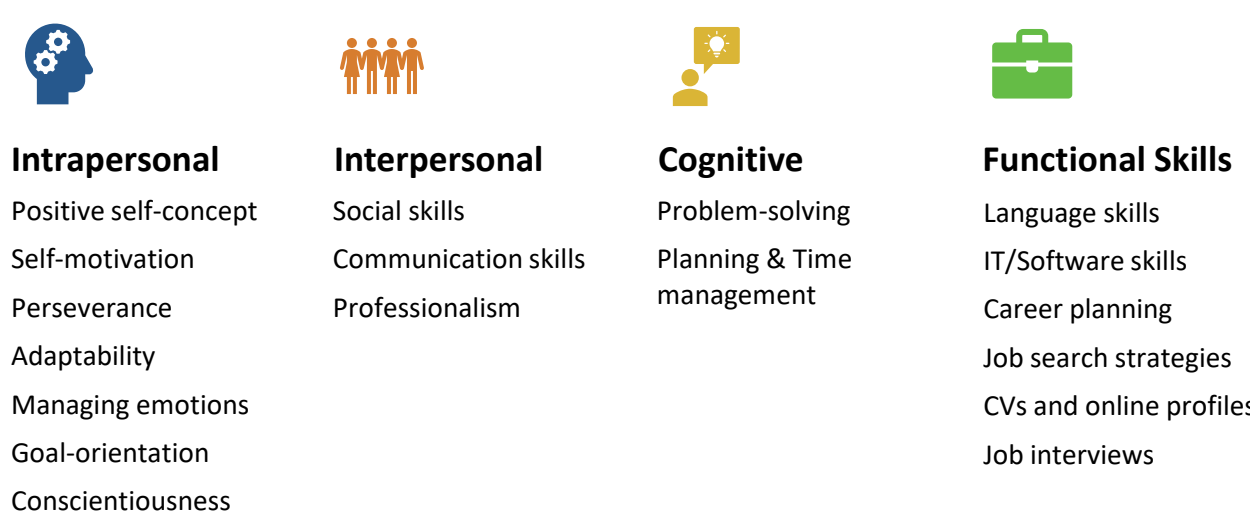 Intrapersonal
Positive self-concept
Self-motivation
Perseverance
Adaptability
Managing emotions
Goal-orientation
Conscientiousness
Interpersonal
Social skills
Communication skills
Professionalism
Cognitive
Problem-solving
Planning & Time
management
Functional Skills
Language skills
IT/Software skills
Career planning
Job search strategies
CVs and online profiles
Job interviews